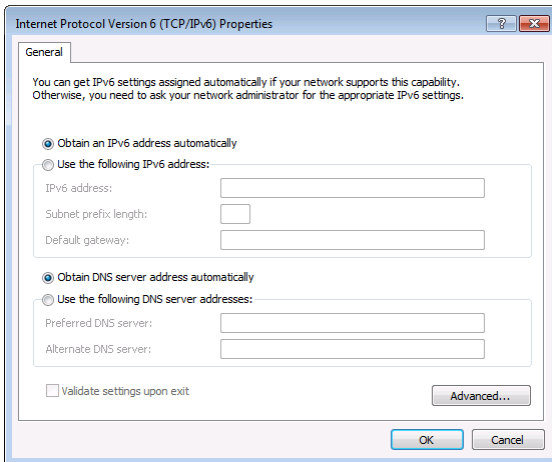 Internet Protocol Version 6 (TCP/IPv6) Properties
General
You can get IPv6 settings assigned automatically if your network supports this capability.
Otherwise, you need to ask your network administrator for the appropriate IPv6 settings.
Obtain an IPv6 address automatically
Use the following IPv6 address:
IPv6 address:
Subnet prefix length:
Default gateway:
Obtain DNS server address automatically
Use the following DNS server addresses:
Preferred DNS server:
Alternate DNS server:
Validate settings upon exit
Advanced...
OK Cancel